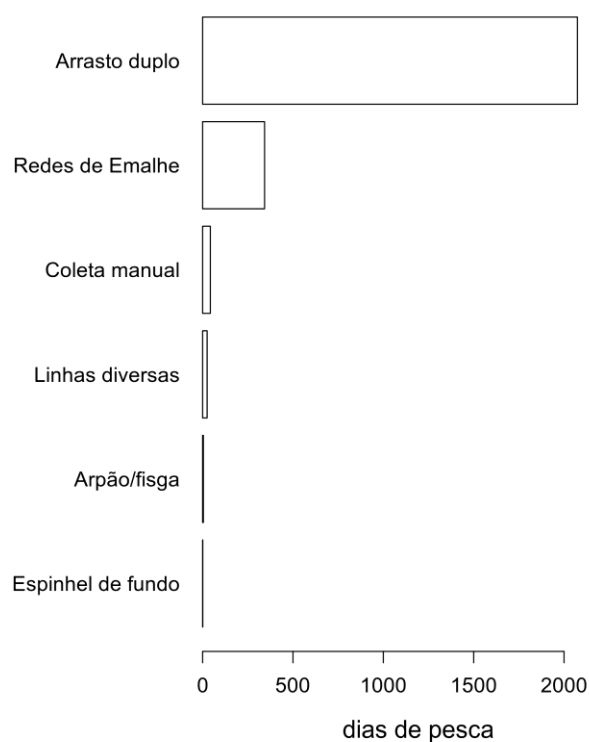 Arrasto duplo
Redes de Emalhe
Coleta manual
Linhas diversas
Arpão/fisga
Espinhel de fundo
0 500 1000 1500 2000
dias de pesca